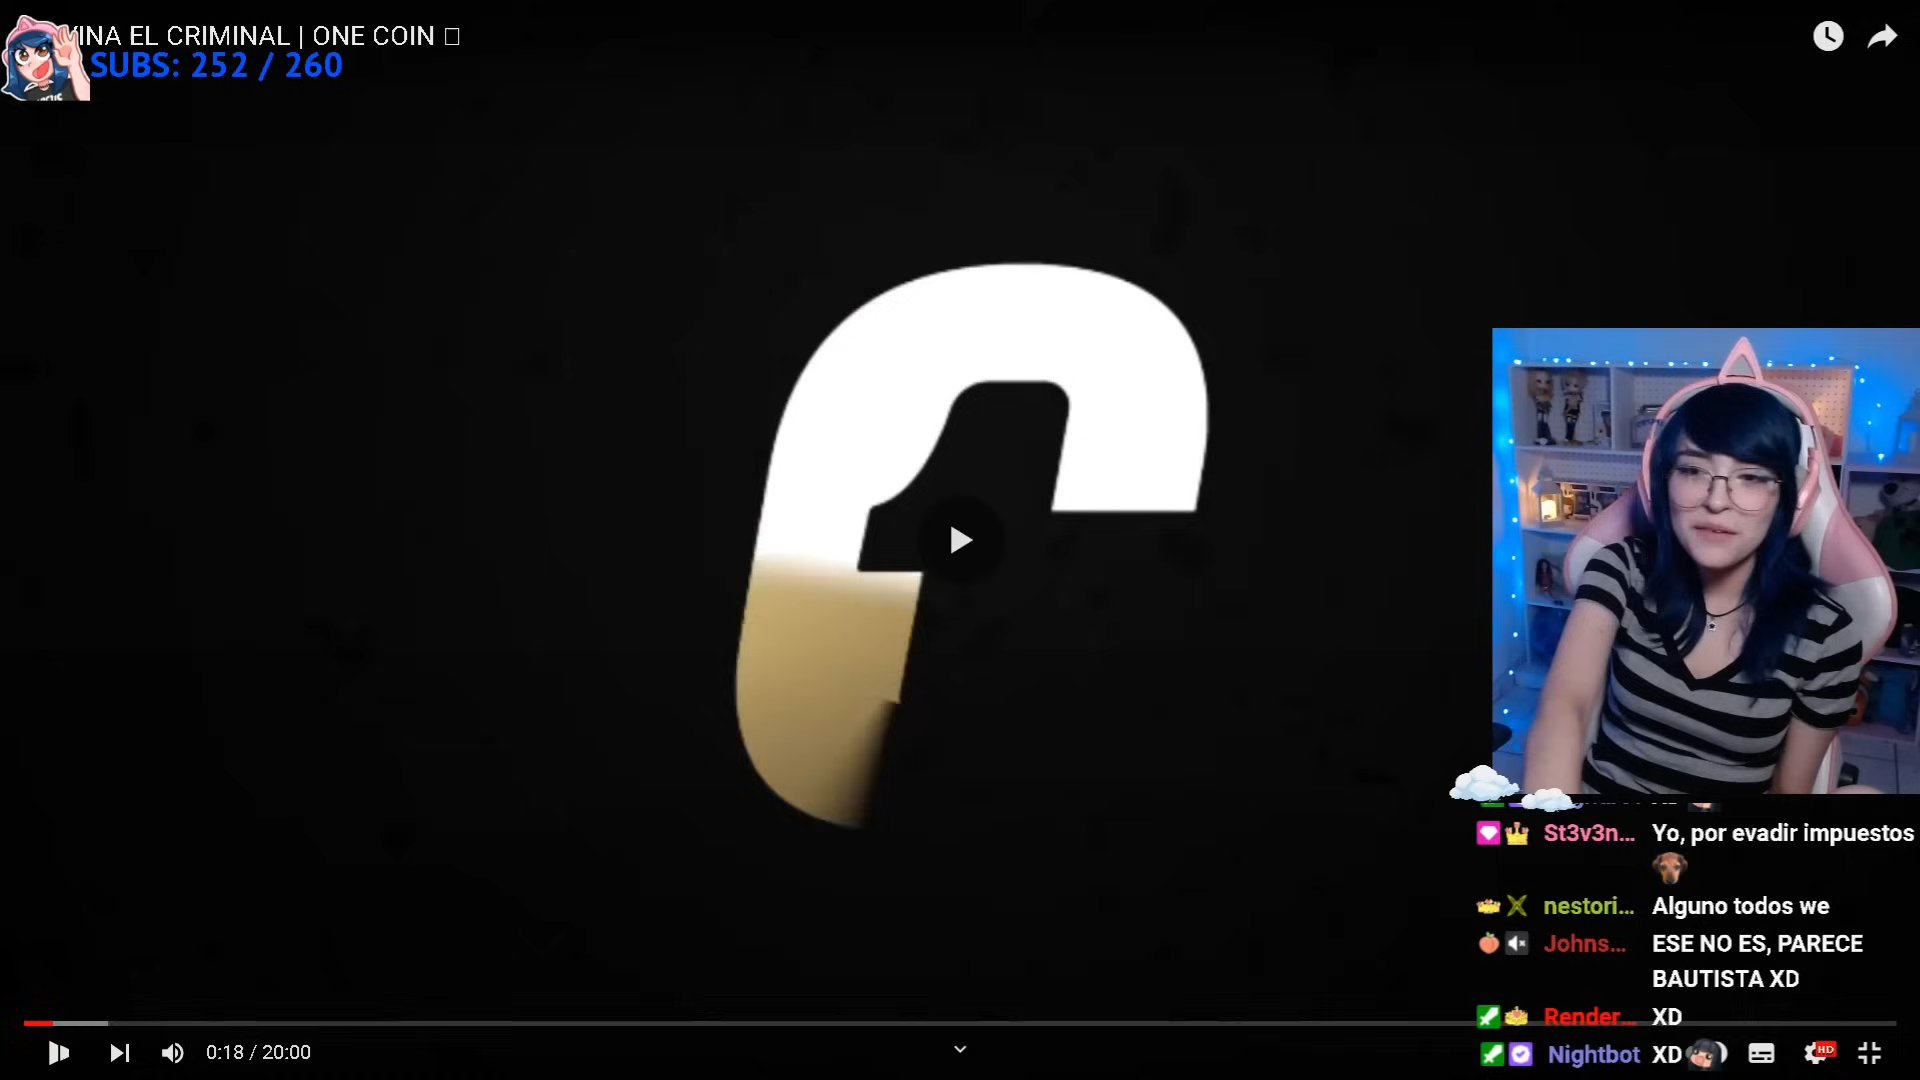 INA EL CRIMINAL | ONE COIN
SUBS: 252 / 260
St3v3n... Yo, por evadir impuestos
nestori... Alguno todos we
Johns... ESE NO ES, PARECE
BAUTISTA XD
Render... XD
Nightbot XD
0:18 / 20:00
HD